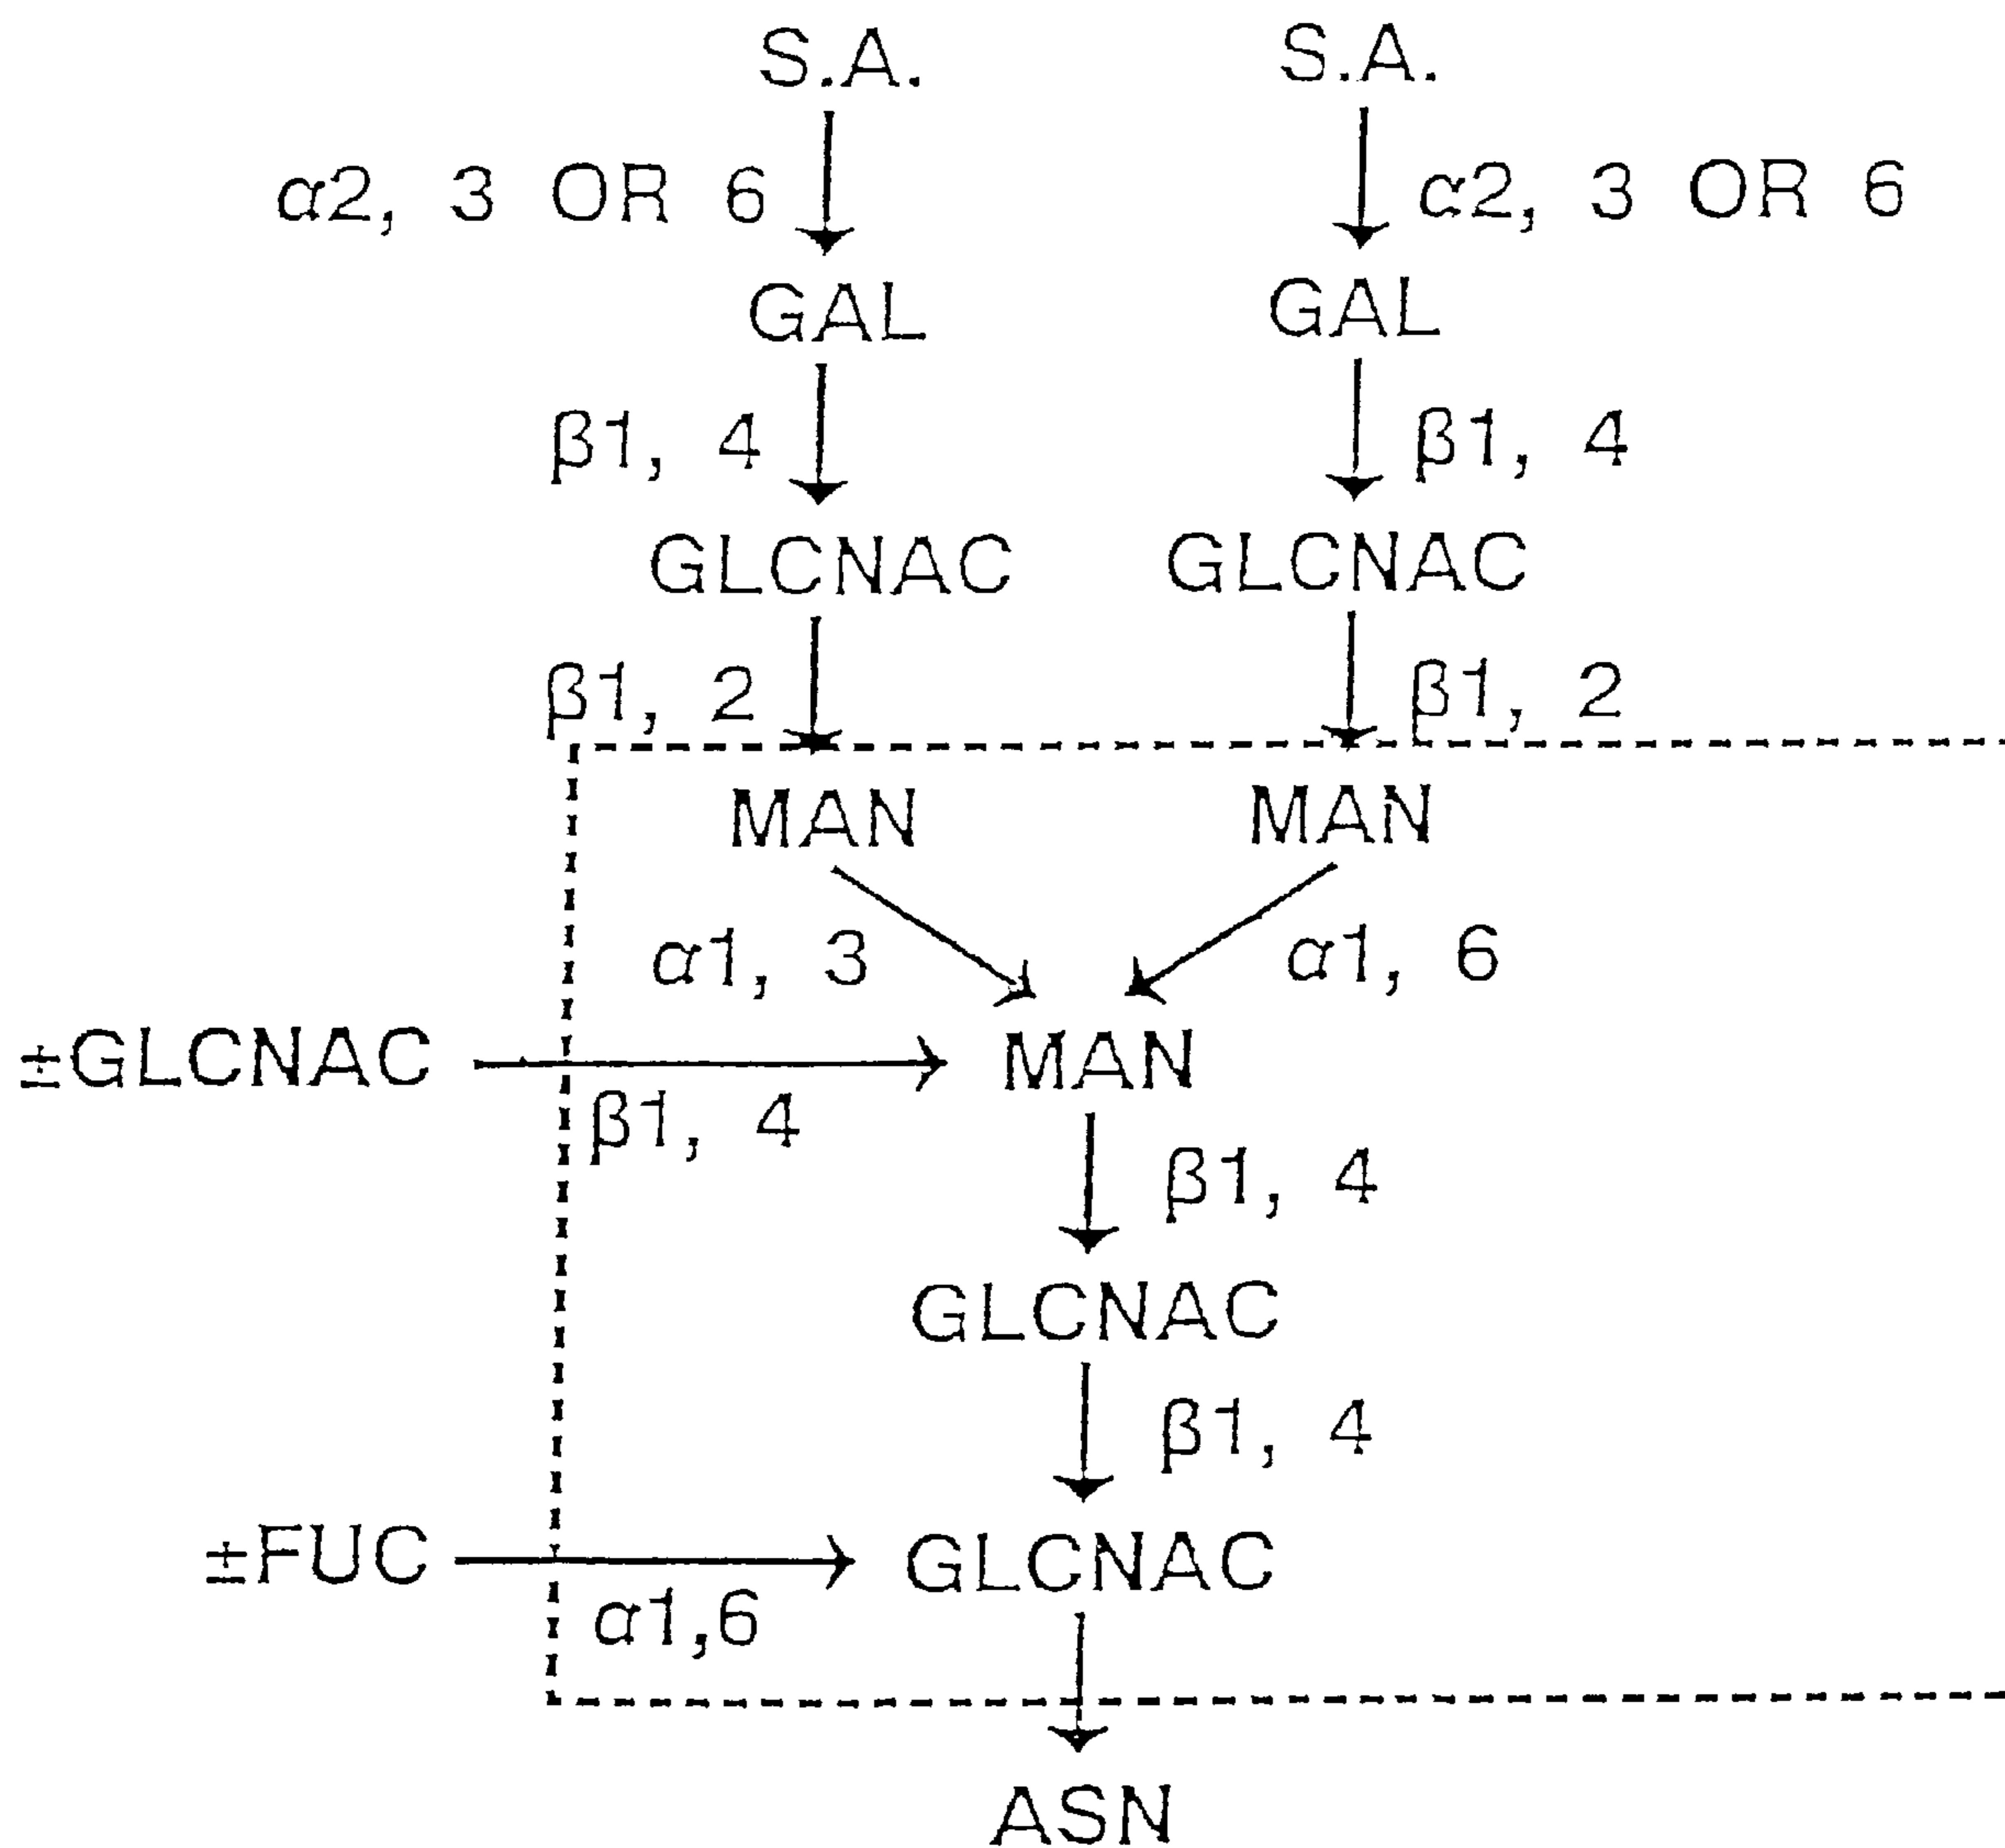 S.A. S.A.
α2, 3 OR 6 α2, 3 OR 6
GAL GAL
β1, 4 β1, 4
GLCNAC GLCNAC
β1, 2 β1, 2
MAN MAN
α1, 3 α1, 6
±GLCNAC MAN
β1, 4
β1, 4
GLCNAC
β1, 4
±FUC GLCNAC
α1,6
ASN